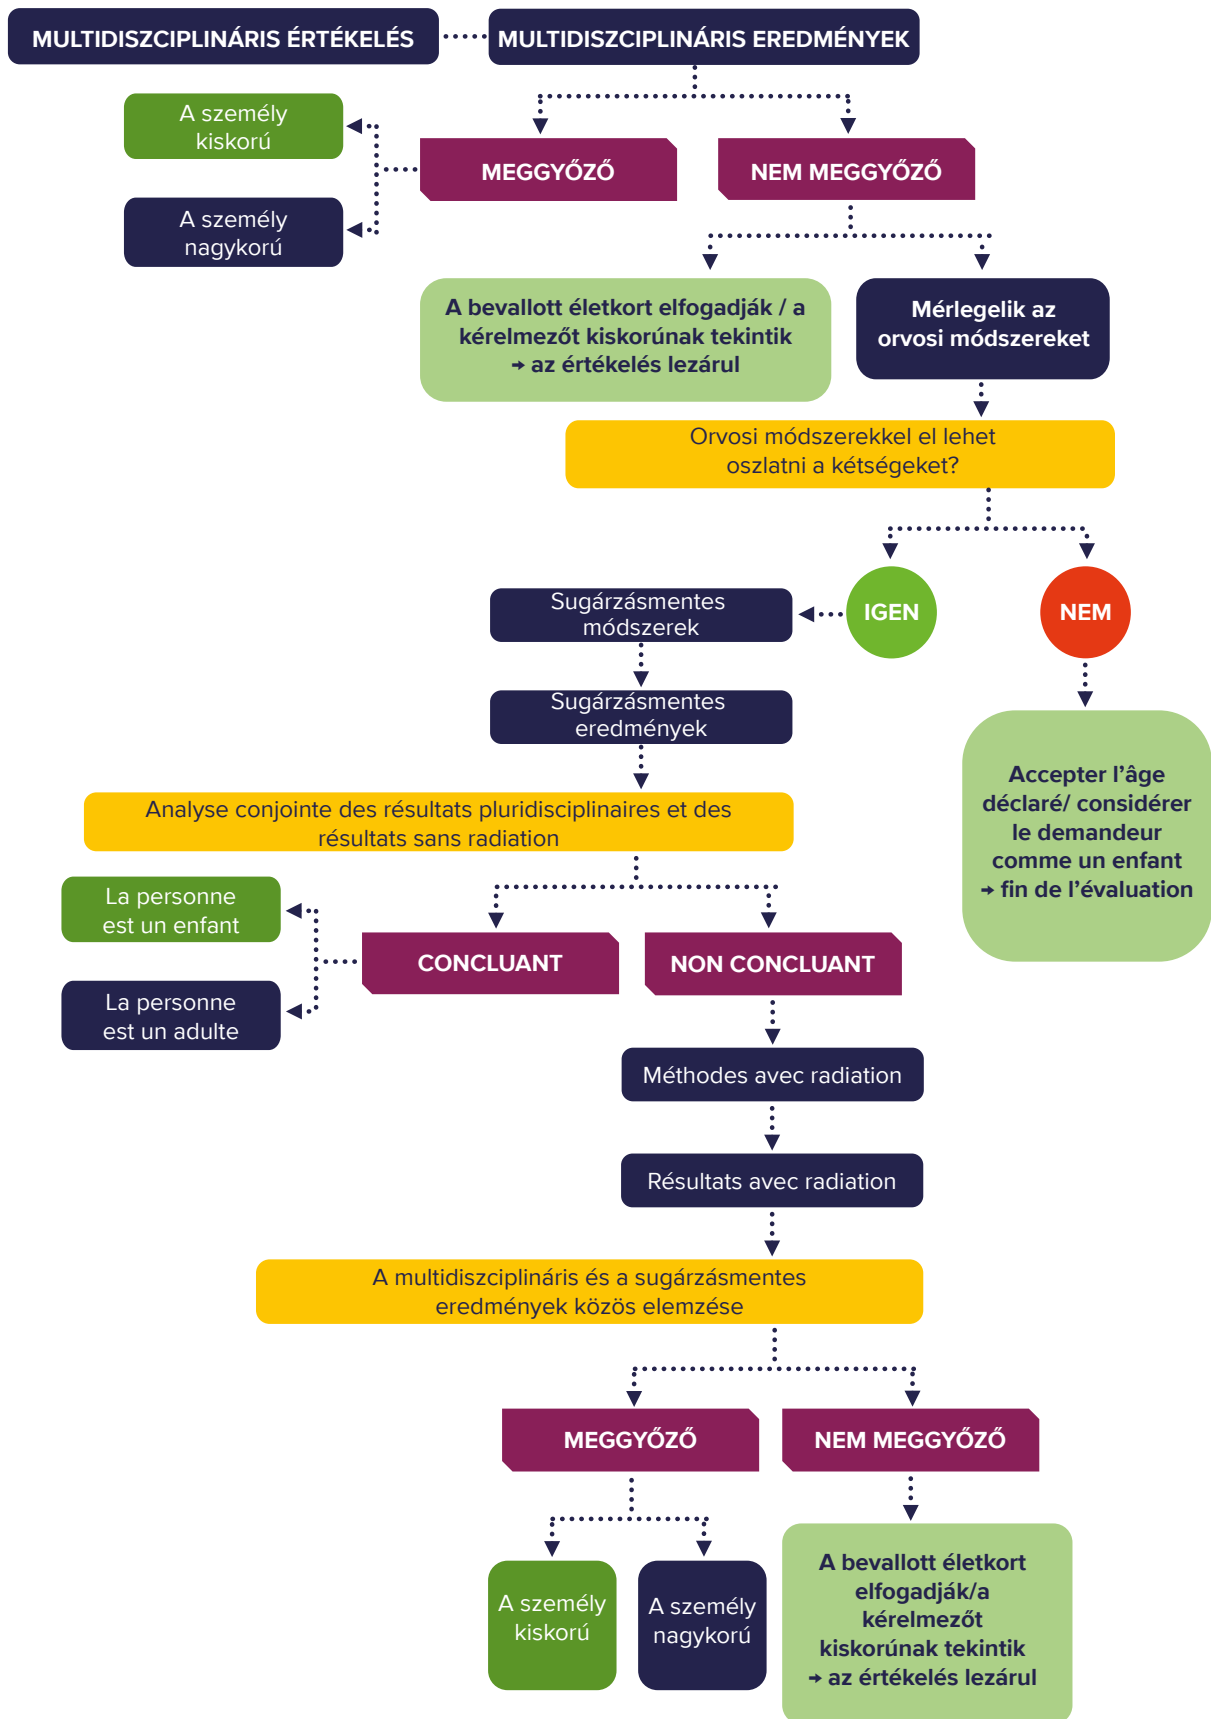 MULTIDISZCIPLINÁRIS ÉRTÉKELÉS
MULTIDISZCIPLINÁRIS EREDMÉNYEK
A személy
kiskorú
MEGGYŐZŐ
NEM MEGGYŐZŐ
A személy
nagykorú
A bevallott életkort elfogadják / a
kérelmezőt kiskorúnak tekintik
→ az értékelés lezárul
Mérlegelik az
orvosi módszereket
Orvosi módszerekkel el lehet
oszlatni a kétségeket?
IGEN
NEM
Sugárzásmentes
módszerek
Sugárzásmentes
eredmények
Accepter l’âge
déclaré/ considérer
le demandeur
comme un enfant
→ fin de l’évaluation
Analyse conjointe des résultats pluridisciplinaires et des
résultats sans radiation
La personne
est un enfant
CONCLUANT
NON CONCLUANT
La personne
est un adulte
Méthodes avec radiation
Résultats avec radiation
A multidiszciplináris és a sugárzásmentes
eredmények közös elemzése
MEGGYŐZŐ
NEM MEGGYŐZŐ
A személy
kiskorú
A személy
nagykorú
A bevallott életkort
elfogadják/a
kérelmezőt
kiskorúnak tekintik
→ az értékelés lezárul